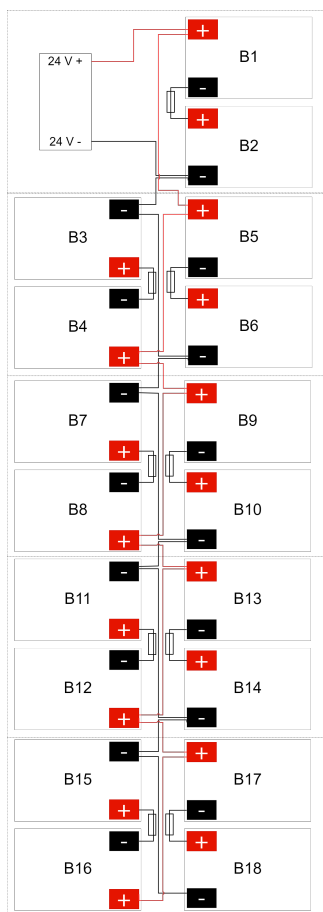 +
24 V +
B1
-
+
24 V -
B2
-
-
+
B3
B5
+
-
-
+
B4
B6
+
-
-
+
B7
B9
+
-
-
+
B8
B10
+
-
-
+
B11
B13
+
-
-
+
B12
B14
+
-
-
+
B15
B17
+
-
-
+
B16
B18
+
-